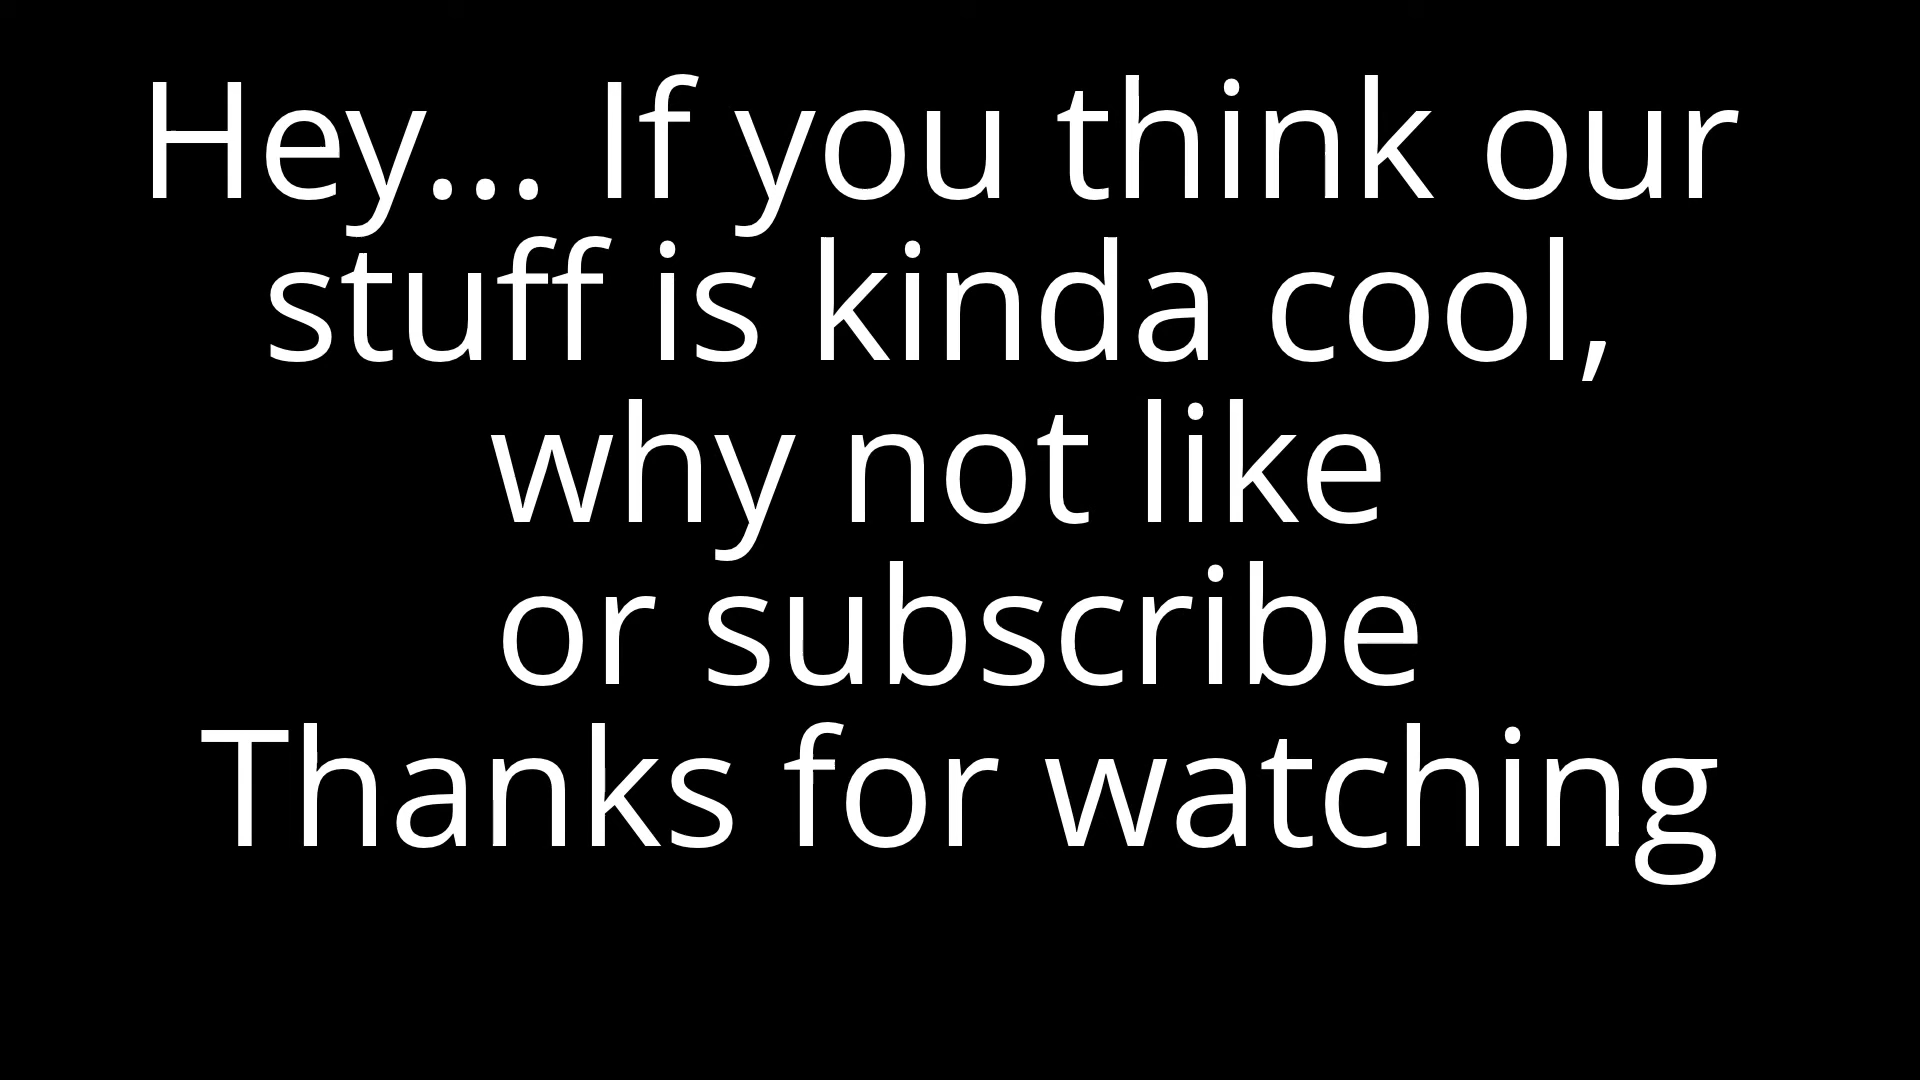 Hey... If you think our
stuff is kinda cool,
why not like
or subscribe
Thanks for watching